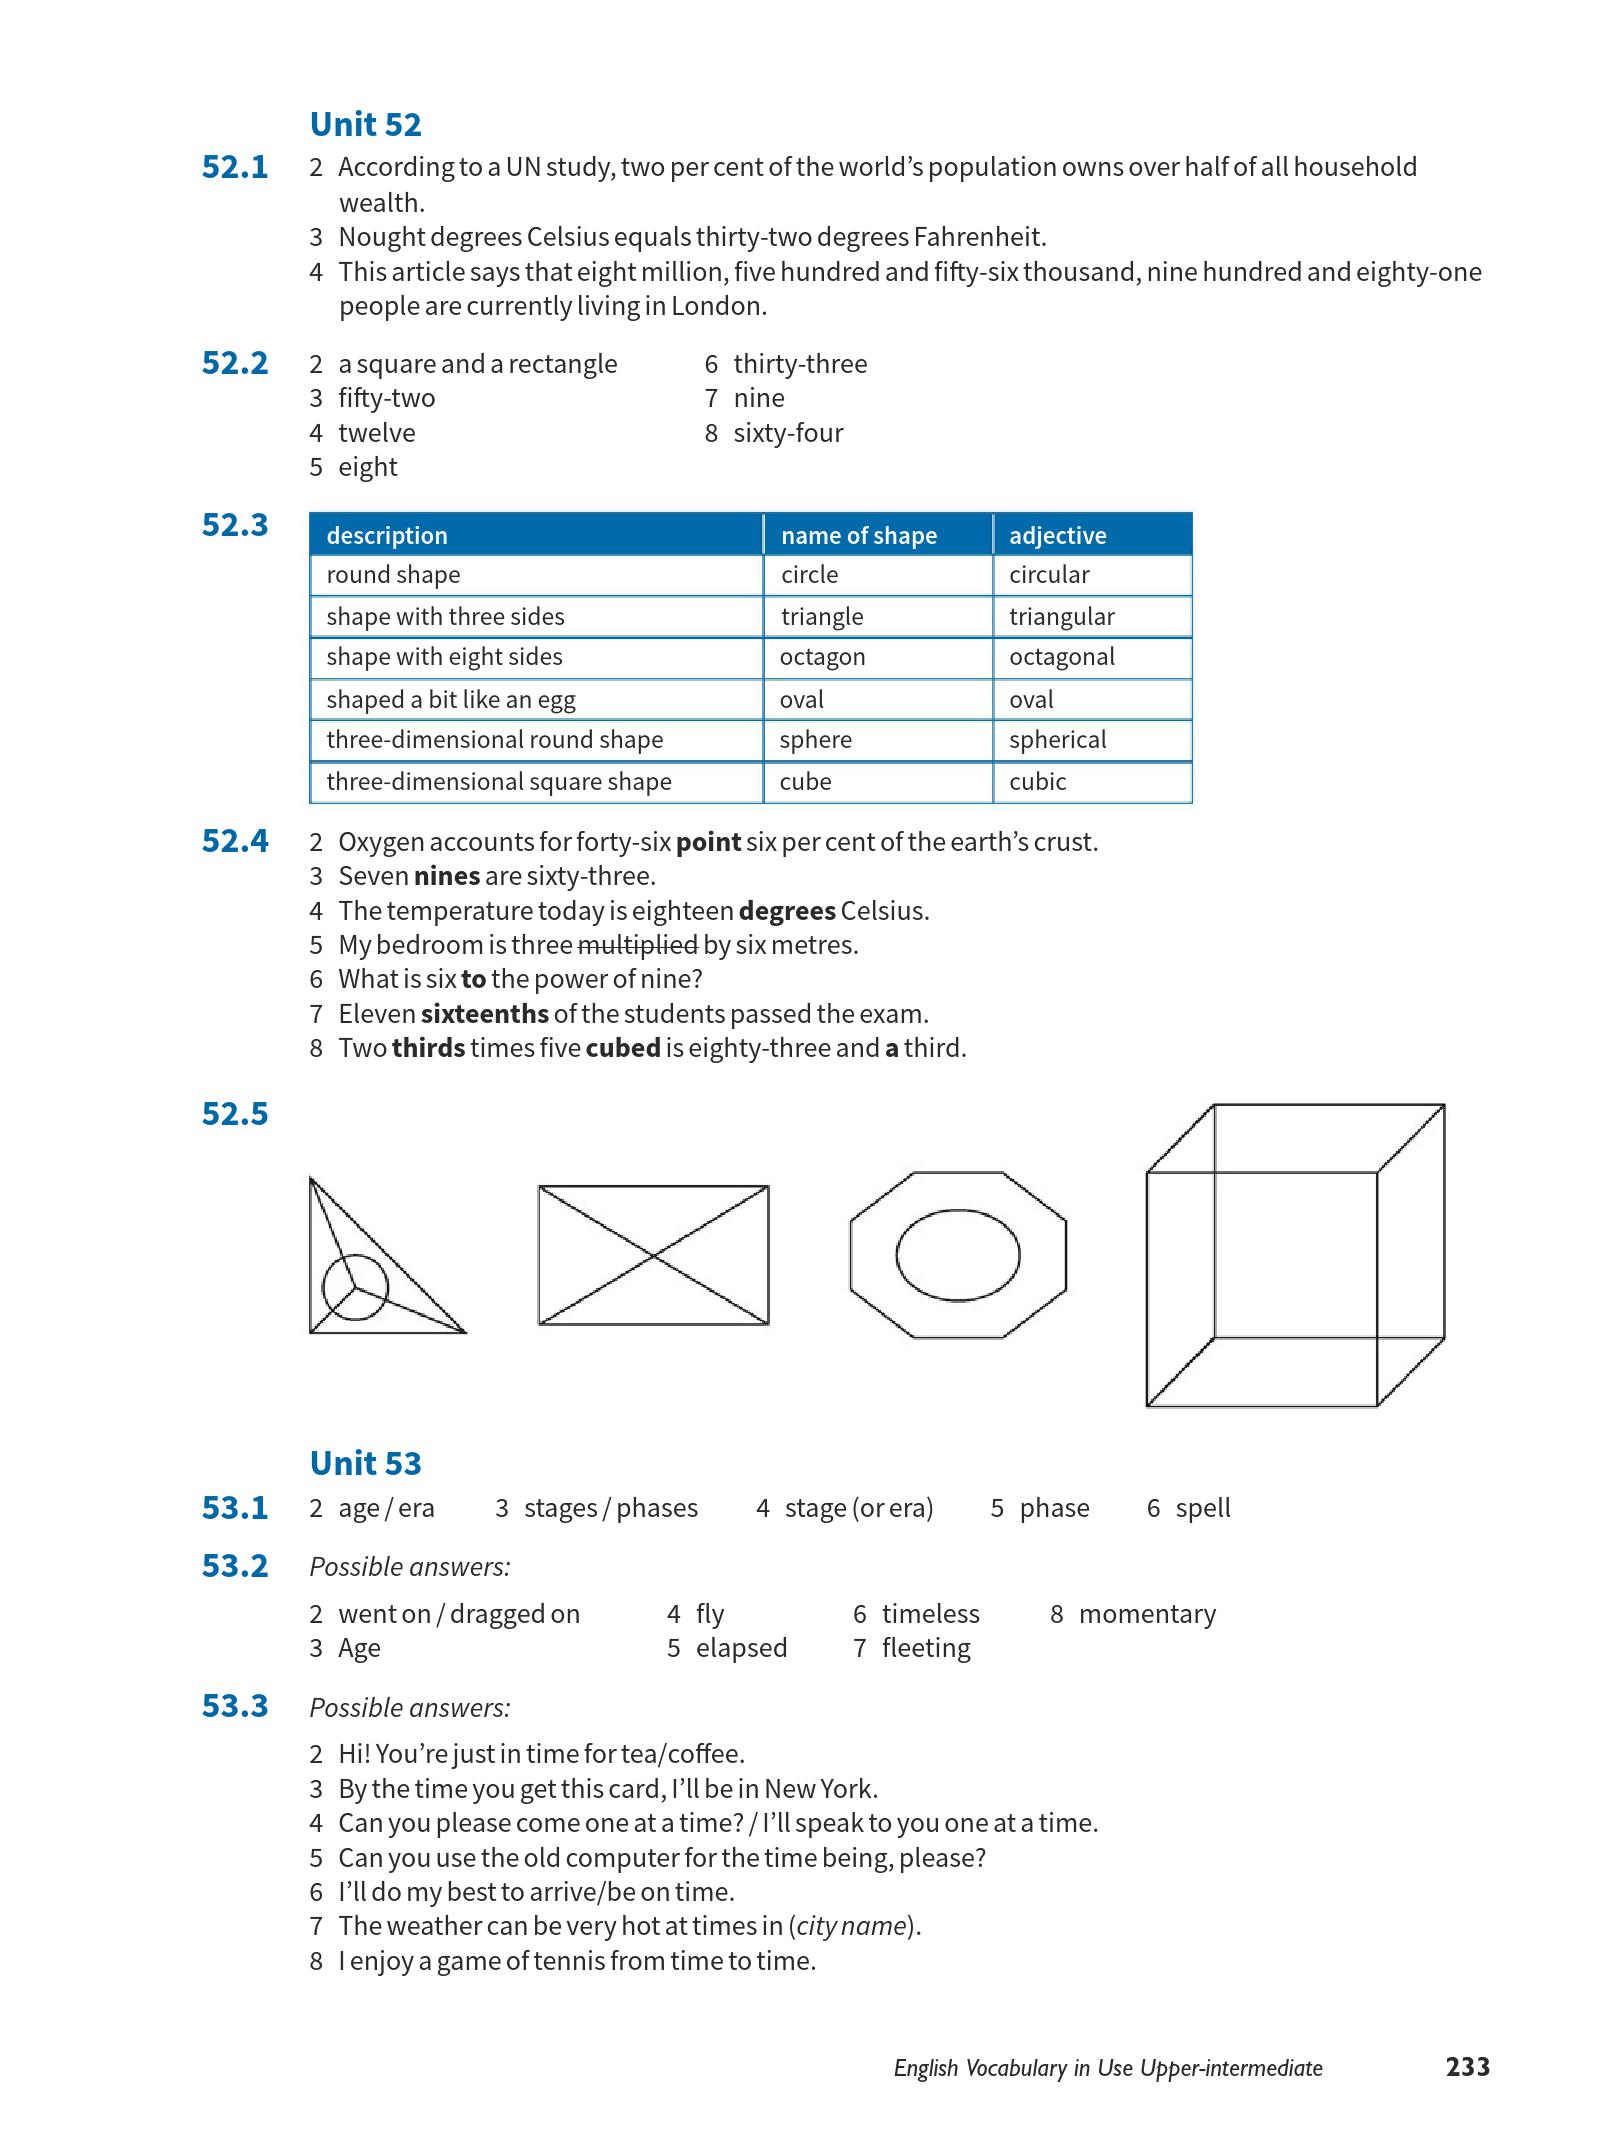 Unit 52
52.1 2 According to a UN study, two per cent of the world’s population owns over half of all household
wealth.
3 Nought degrees Celsius equals thirty-two degrees Fahrenheit.
4 This article says that eight million, five hundred and fifty-six thousand, nine hundred and eighty-one
people are currently living in London.
52.2 2 a square and a rectangle 6 thirty-three
3 fifty-two 7 nine
4 twelve 8 sixty-four
5 eight
52.3 description name of shape adjective
round shape circle circular
shape with three sides triangle triangular
shape with eight sides octagon octagonal
shaped a bit like an egg oval oval
three-dimensional round shape sphere spherical
three-dimensional square shape cube cubic
52.4 2 Oxygen accounts for forty-six point six per cent of the earth’s crust.
3 Seven nines are sixty-three.
4 The temperature today is eighteen degrees Celsius.
5 My bedroom is three multiplied by six metres.
6 What is six to the power of nine?
7 Eleven sixteenths of the students passed the exam.
8 Two thirds times five cubed is eighty-three and a third.
52.5
Unit 53
53.1 2 age / era 3 stages / phases 4 stage (or era) 5 phase 6 spell
53.2 Possible answers:
2 went on / dragged on 4 fly 6 timeless 8 momentary
3 Age 5 elapsed 7 fleeting
53.3 Possible answers:
2 Hi! You’re just in time for tea/coffee.
3 By the time you get this card, I’ll be in New York.
4 Can you please come one at a time? / I’ll speak to you one at a time.
5 Can you use the old computer for the time being, please?
6 I’ll do my best to arrive/be on time.
7 The weather can be very hot at times in (city name).
8 I enjoy a game of tennis from time to time.
English Vocabulary in Use Upper-intermediate 233